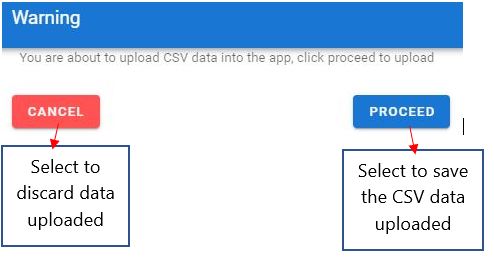 Warning
You are about to upload CSV data into the app, click proceed to upload
CANCEL
PROCEED
Select to
discard data
uploaded
Select to save
the CSV data
uploaded